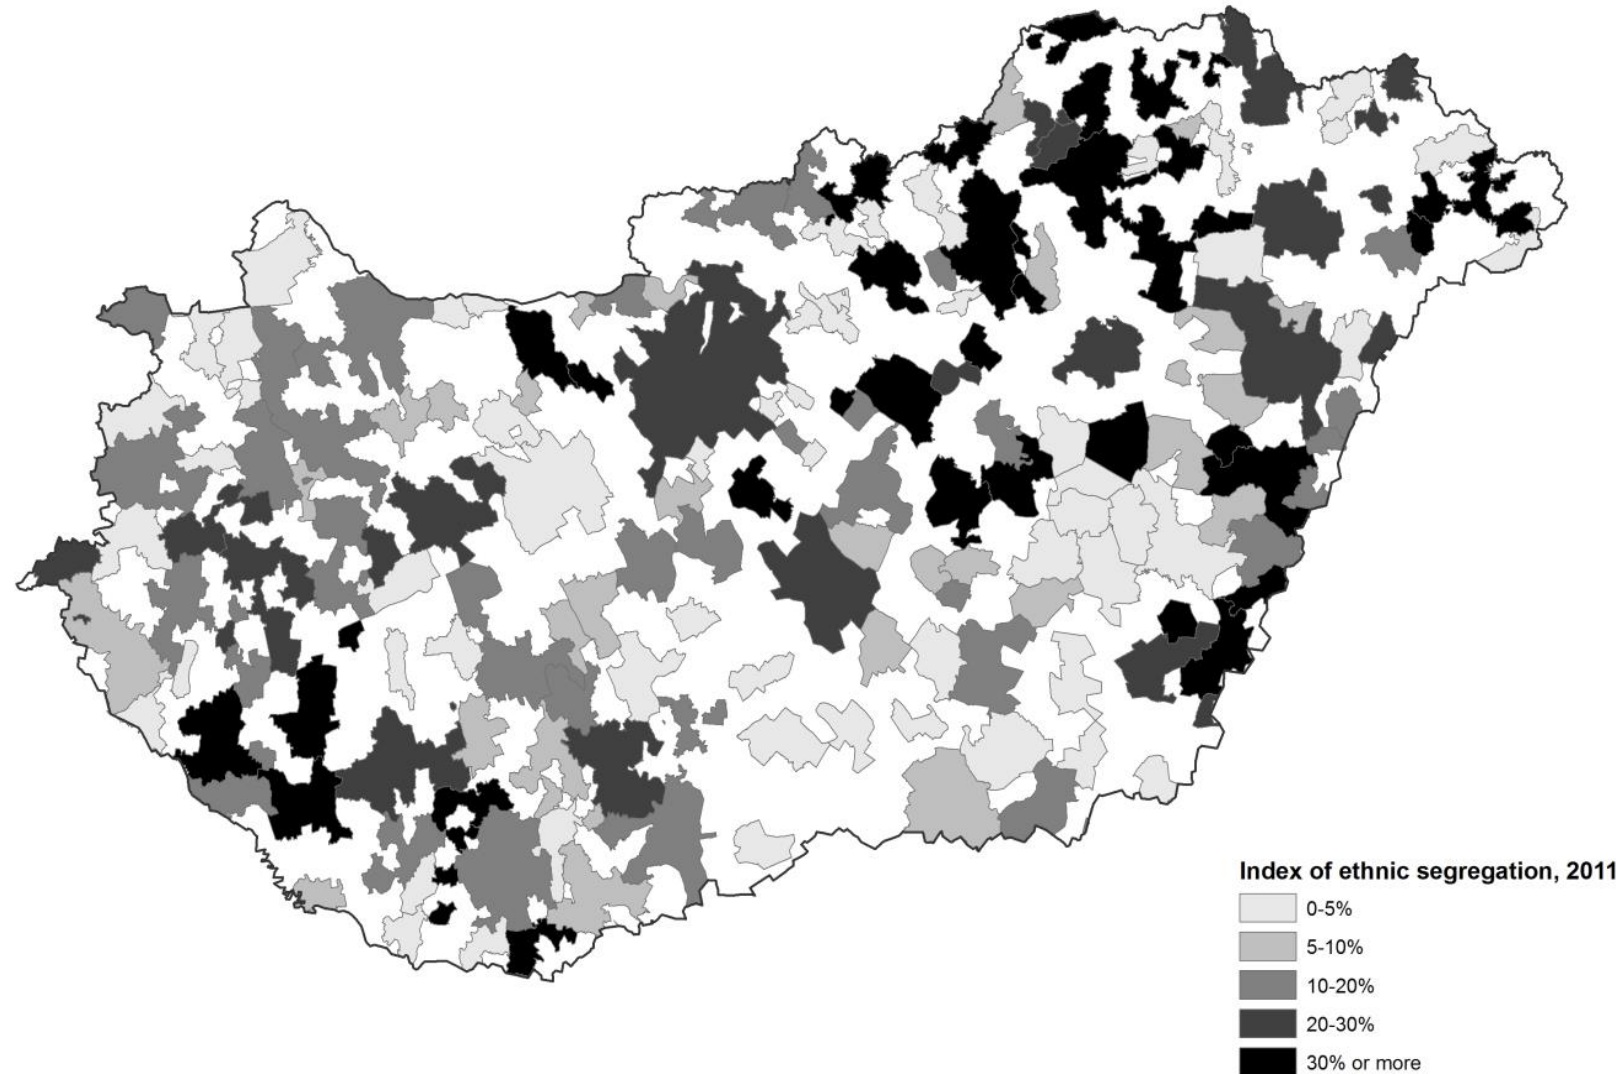 Index of ethnic segregation, 2011
0-5%
5-10%
10-20%
20-30%
30% or more